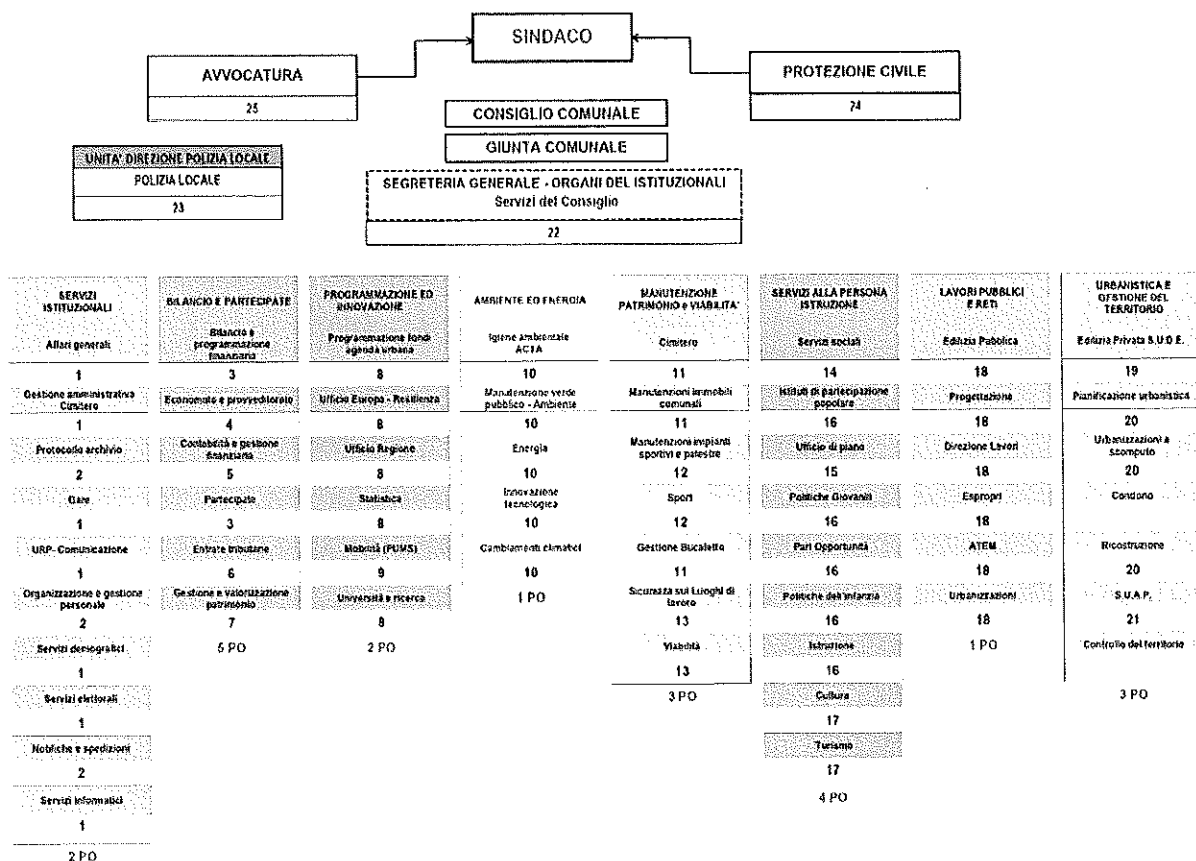 SINDACO
AVVOCATURA
25
PROTEZIONE CIVILE
24
CONSIGLIO COMUNALE
GIUNTA COMUNALE
UNITA' DIREZIONE POLIZIA LOCALE
POLIZIA LOCALE
23
SEGRETERIA GENERALE - ORGANI DEL ISTITUZIONALI
Servizi del Consiglio
22
SERVIZI
ISTITUZIONALI
Affari generali
1
Gestione amministrativa
Cimitero
1
Protocollo archivio
2
Gare
1
URP- Comunicazione
1
Organizzazione e gestione
personale
2
Servizi demografici
1
Servizi elettorali
1
Notifiche e spedizioni
2
Servizi informatici
1
2 PO
BILANCIO E PARTECIPATE
Bilancio e
programmazione
finanziaria
3
Economato e provveditorato
4
Contabilità e gestione
finanziaria
5
Partecipate
3
Entrate tributarie
6
Gestione e valorizzazione
patrimonio
7
5 PO
PROGRAMMAZIONE ED
INNOVAZIONE
Programmazione fondi
agenda urbana
8
Ufficio Europa - Resilienza
8
Ufficio Regione
8
Statistica
8
Mobilità (PUMS)
9
Università e ricerca
8
2 PO
AMBIENTE ED ENERGIA
Igiene ambientale
ACTA
10
Manutenzione verde
pubblico - Ambiente
10
Energia
10
Innovazione
tecnologica
10
Cambiamenti climatici
10
1 PO
MANUTENZIONE
PATRIMONIO e VIABILITA'
Cimitero
11
Manutenzioni immobili
comunali
11
Manutenzioni impianti
sportivi e palestre
12
Sport
12
Gestione Bucaletto
11
Sicurezza sui Luoghi di
lavoro
13
Viabilità
13
3 PO
SERVIZI ALLA PERSONA
ISTRUZIONE
Servizi sociali
14
Istituti di partecipazione
popolare
16
Ufficio di piano
15
Politiche Giovanili
16
Pari Opportunità
16
Politiche dell'infanzia
16
Istruzione
16
Cultura
17
Turismo
17
4 PO
LAVORI PUBBLICI
E RETI
Edilizia Pubblica
18
Progettazione
18
Direzione Lavori
18
Espropri
18
ATEM
18
Urbanizzazioni
18
1 PO
URBANISTICA E
GESTIONE DEL
TERRITORIO
Edilizia Privata S.U.D.E.
19
Pianificazione urbanistica
20
Urbanizzazioni a
scomputo
20
Condono
Ricostruzione
20
S.U.A.P.
21
Controllo del territorio
3 PO